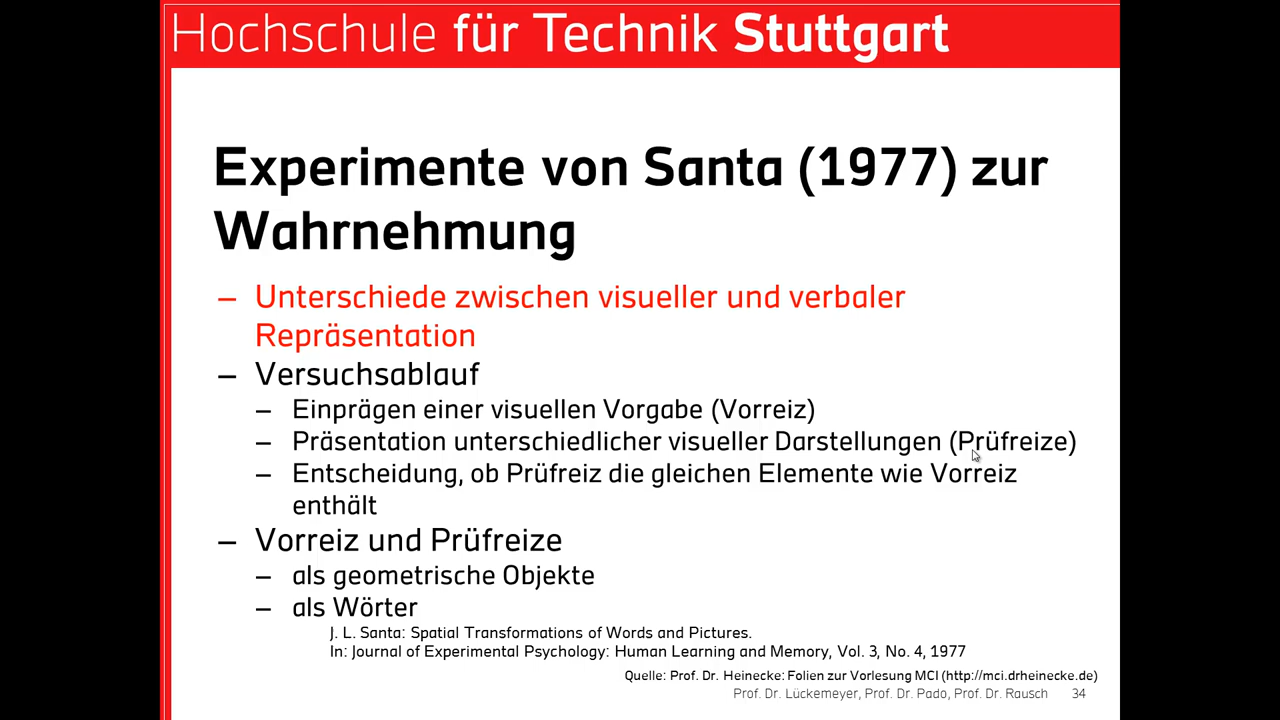 Hochschule für Technik Stuttgart
Experimente von Santa (1977) zur
Wahrnehmung
– Unterschiede zwischen visueller und verbaler
Repräsentation
– Versuchsablauf
– Einprägen einer visuellen Vorgabe (Vorreiz)
– Präsentation unterschiedlicher visueller Darstellungen (Prüfreize)
– Entscheidung, ob Prüfreiz die gleichen Elemente wie Vorreiz
enthält
– Vorreiz und Prüfreize
– als geometrische Objekte
– als Wörter
J. L. Santa: Spatial Transformations of Words and Pictures.
In: Journal of Experimental Psychology: Human Learning and Memory, Vol. 3, No. 4, 1977
Quelle: Prof. Dr. Heinecke: Folien zur Vorlesung MCI (http://mci.drheinecke.de)
Prof. Dr. Lückemeyer, Prof. Dr. Pado, Prof. Dr. Rausch 34